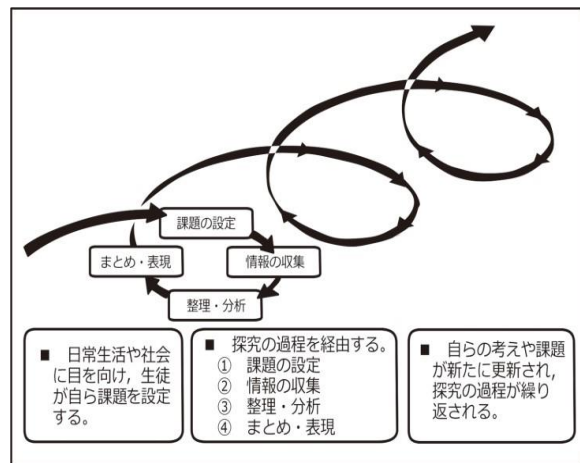 課題の設定
まとめ・表現
情報の収集
整理・分析
■ 日常生活や社会
に目を向け，生徒
が自ら課題を設定
する。
■ 探究の過程を経由する。
① 課題の設定
② 情報の収集
③ 整理・分析
④ まとめ・表現
■ 自らの考えや課題
が新たに更新され，
探究の過程が繰り
返される。